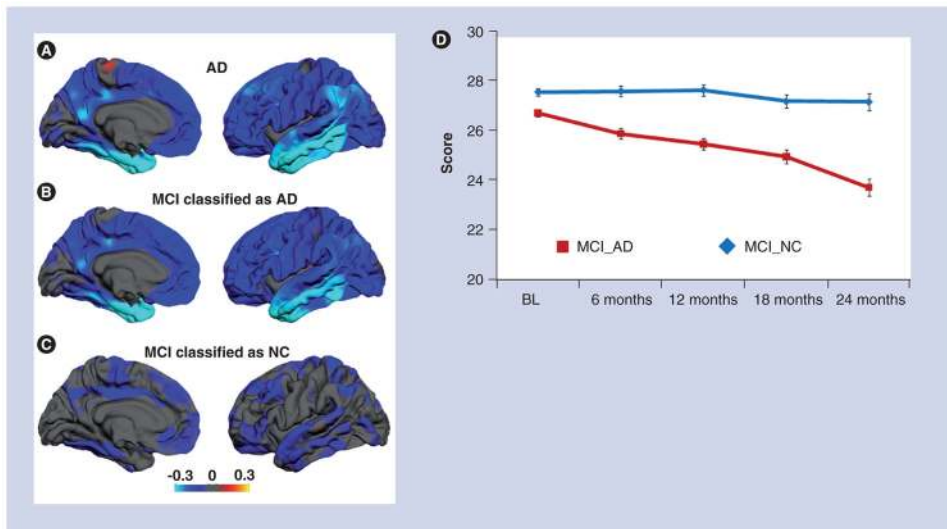 A
AD
B
MCI classified as AD
C
MCI classified as NC
-0.3 0 0.3
D
30
28
26
24
22
20
Score
MCI_AD MCI_NC
BL 6 months 12 months 18 months 24 months